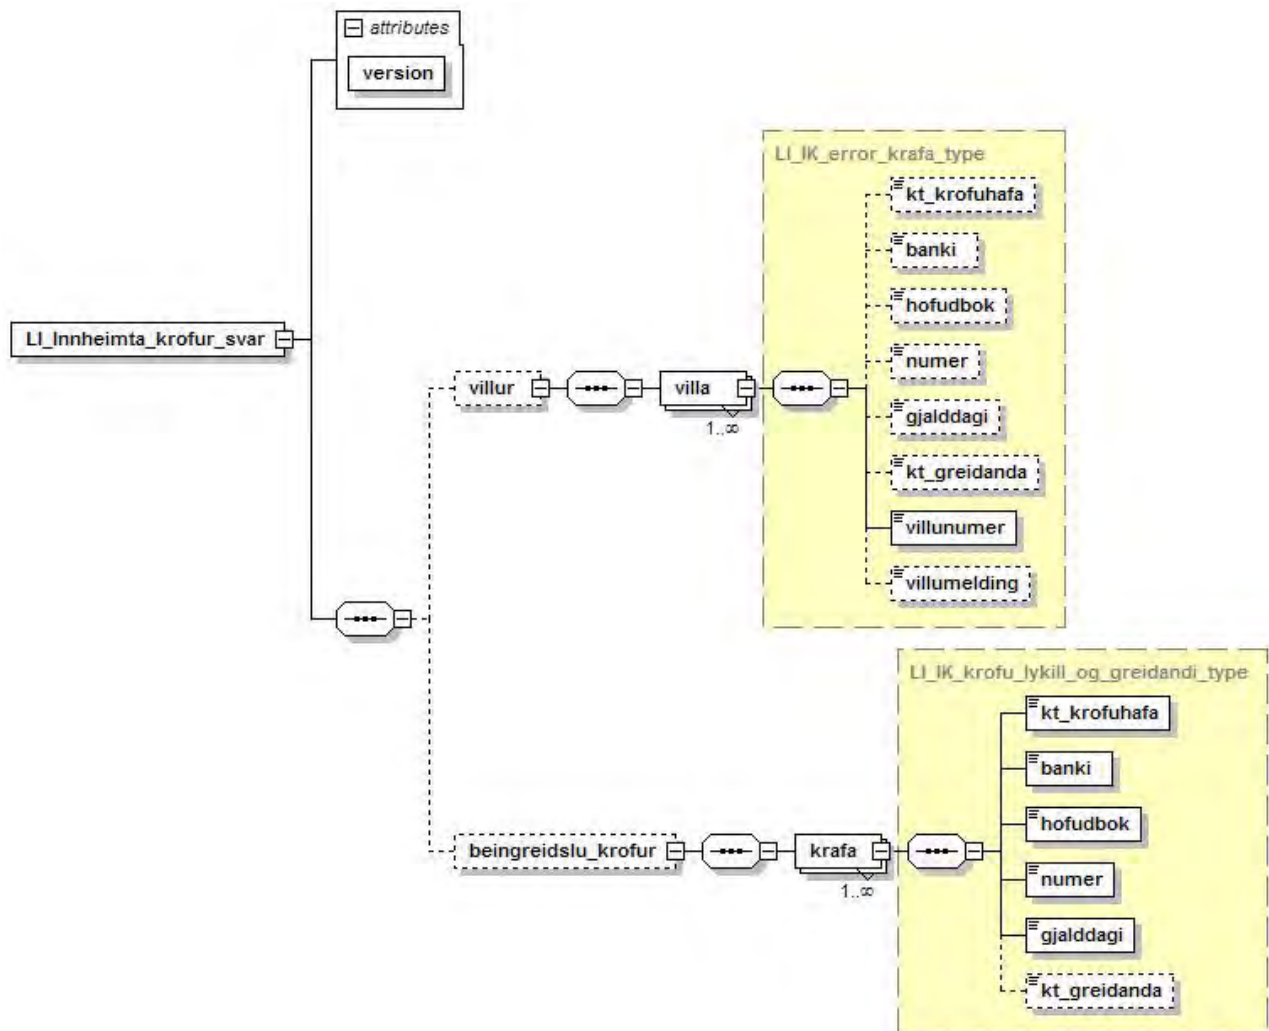 attributes
version
LI_IK_error_krafa_type
kt_krofuhafa
banki
hofudbok
numer
gjalddagi
kt_greidanda
villunumer
villumelding
LI_Innheimta_krofur_svar
villur
villa
1..∞
LI_IK_krofu_lykill_og_greidandi_type
kt_krofuhafa
banki
hofudbok
numer
gjalddagi
kt_greidanda
beingreidslu_krofur
krafa
1..∞